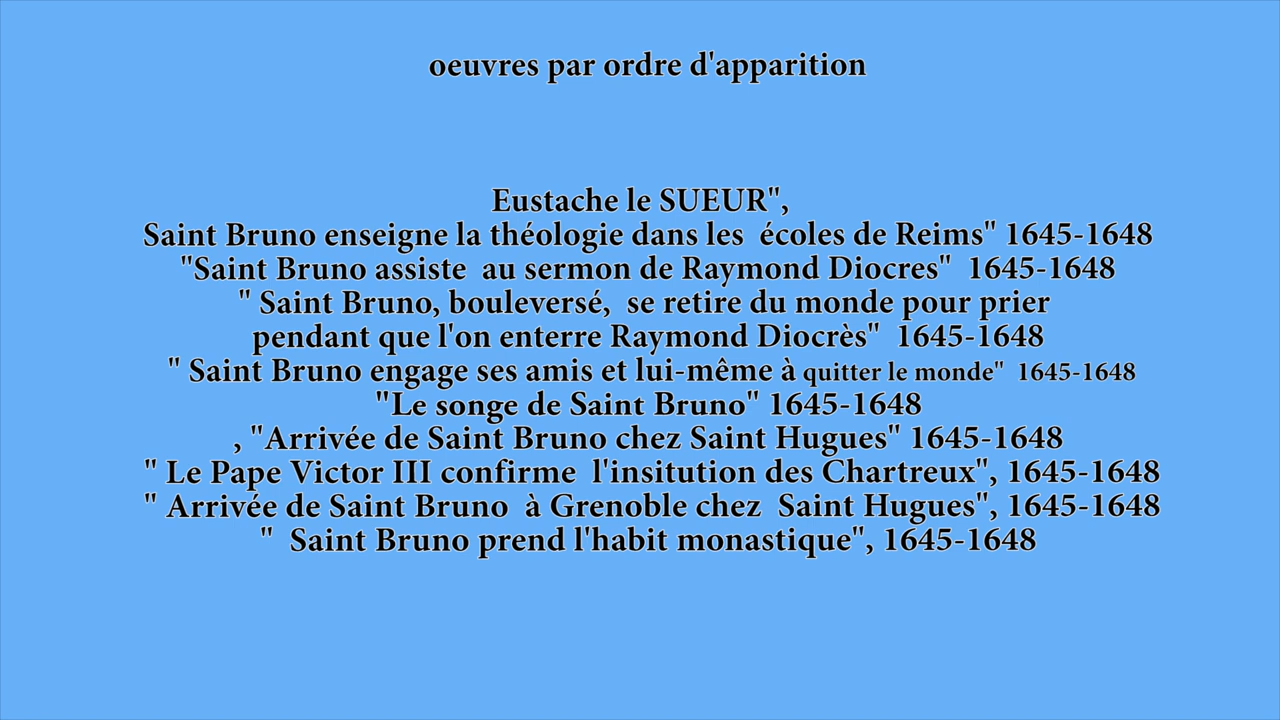 oeuvres par ordre d'apparition
Eustache le SUEUR",
Saint Bruno enseigne la théologie dans les  écoles de Reims" 1645-1648
"Saint Bruno assiste  au sermon de Raymond Diocres"  1645-1648
" Saint Bruno, bouleversé,  se retire du monde pour prier
pendant que l'on enterre Raymond Diocrès"  1645-1648
" Saint Bruno engage ses amis et lui-même à quitter le monde"  1645-1648
"Le songe de Saint Bruno" 1645-1648
, "Arrivée de Saint Bruno chez Saint Hugues" 1645-1648
" Le Pape Victor III confirme  l'insitution des Chartreux", 1645-1648
" Arrivée de Saint Bruno  à Grenoble chez  Saint Hugues", 1645-1648
"  Saint Bruno prend l'habit monastique", 1645-1648